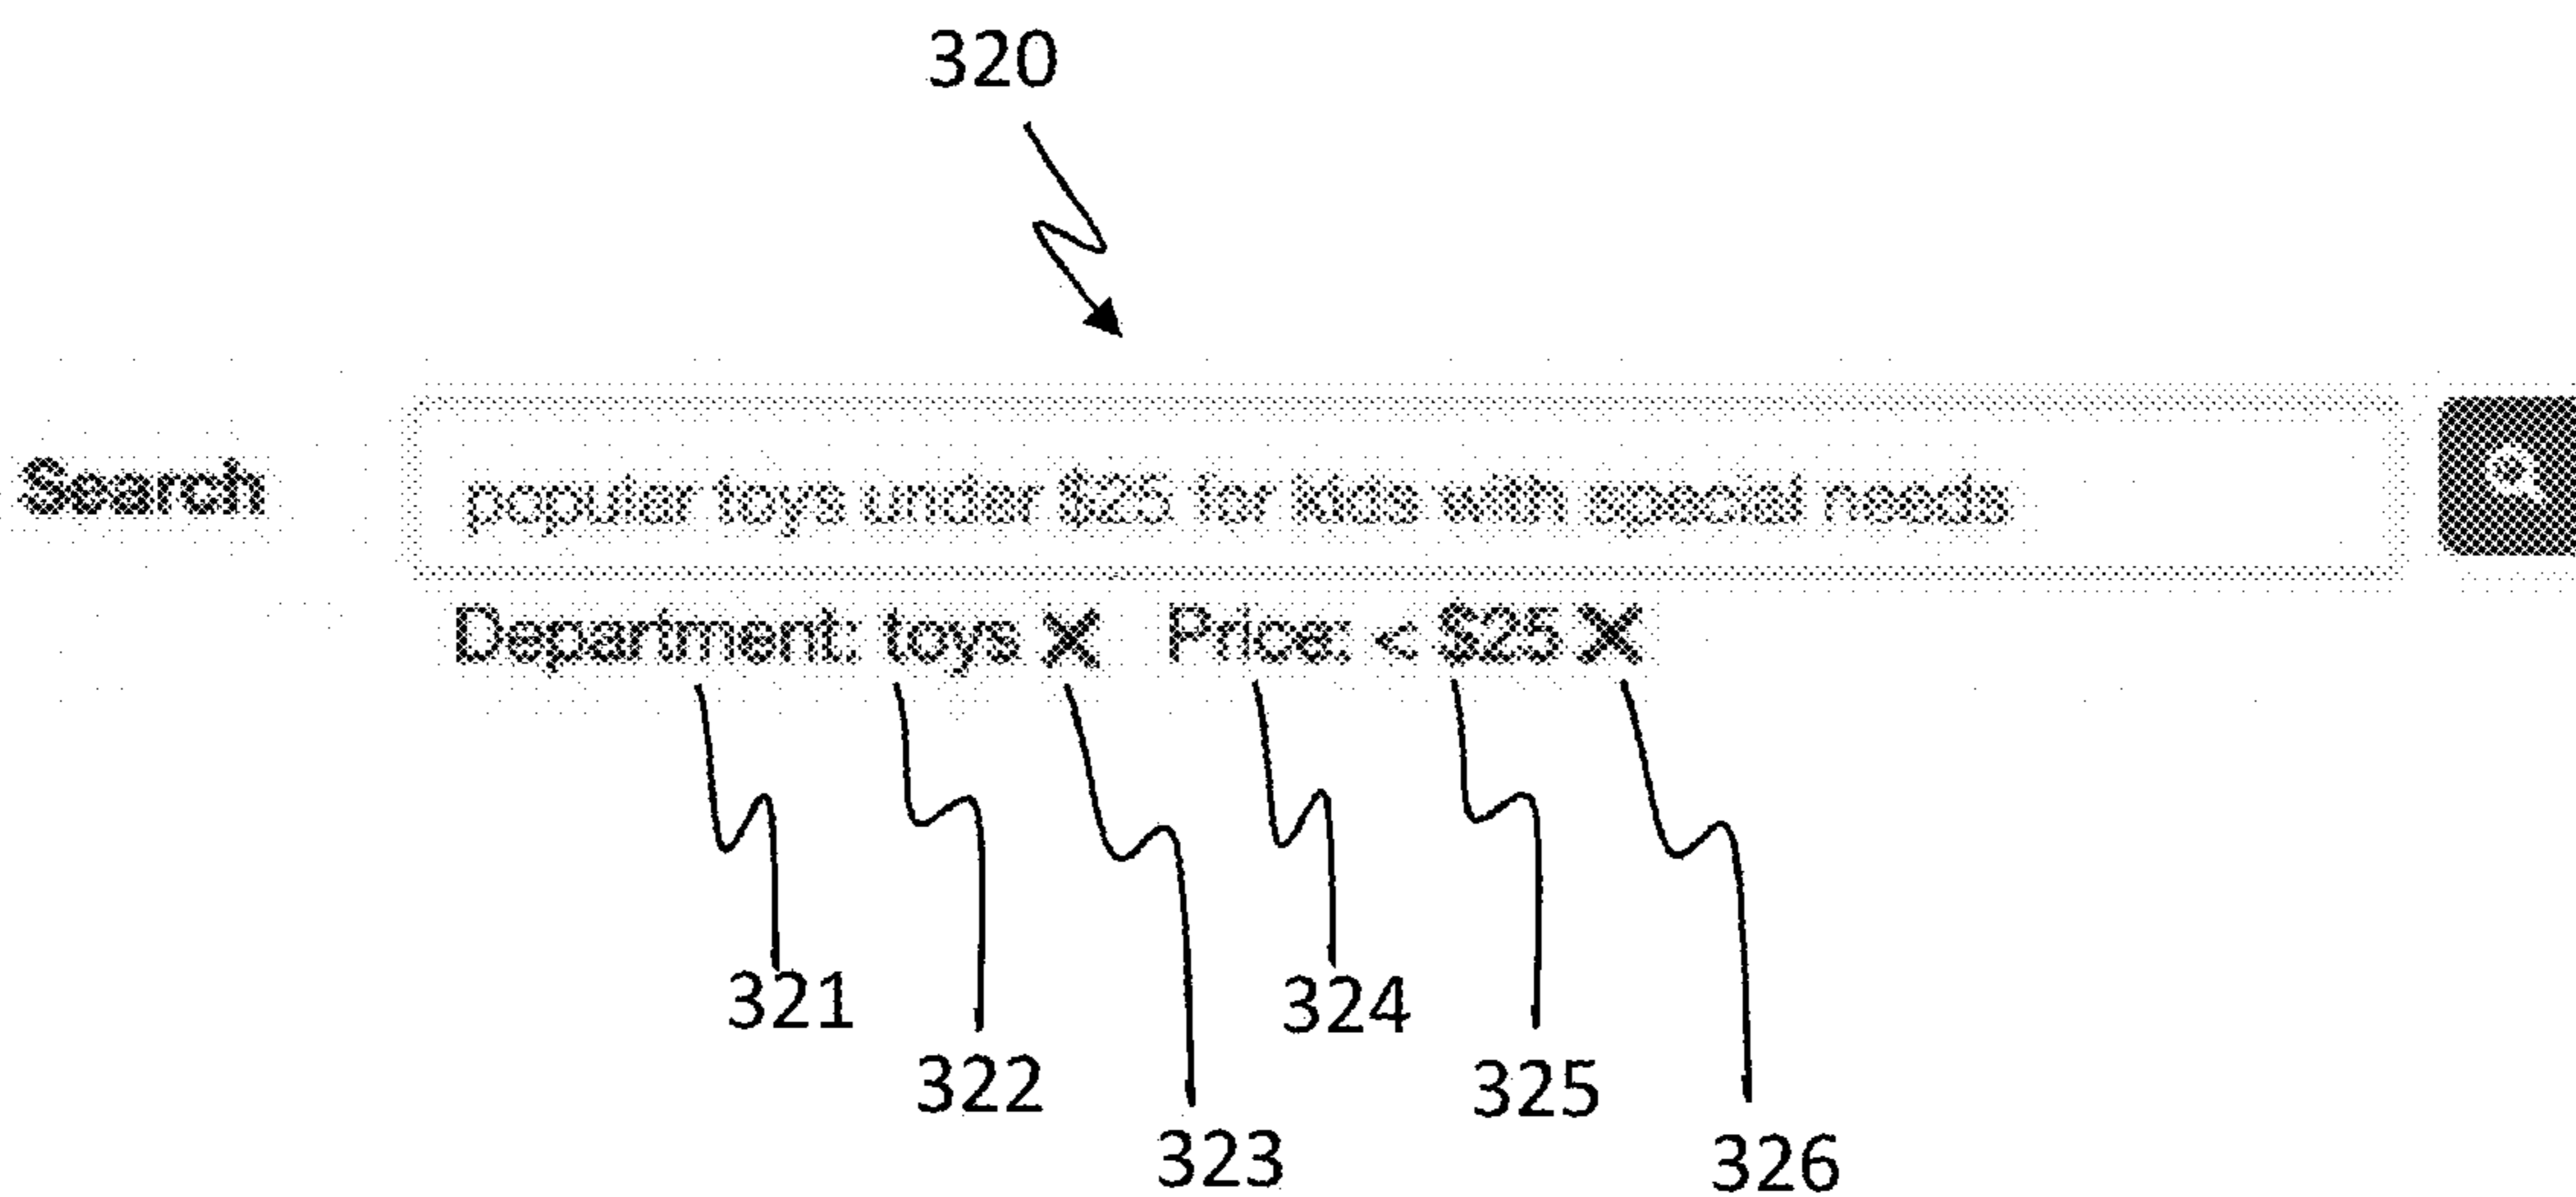 320
Search popular toys under $25 for kids with special needs
Department: toys X Price: < $25 X
321 324
322 325
323 326